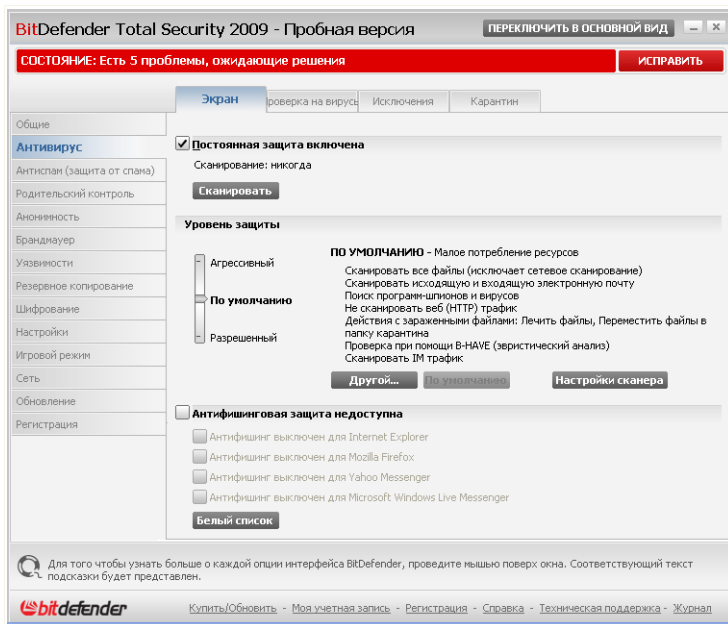 BitDefender Total Security 2009 - Пробная версия
ПЕРЕКЛЮЧИТЬ В ОСНОВНОЙ ВИД
СОСТОЯНИЕ: Есть 5 проблемы, ожидающие решения
ИСПРАВИТЬ
Экран
роверка на вирусь
Исключения
Карантин
Общие
Антивирус
Антиспам (защита от спама)
Родительский контроль
Анонимность
Брандмауер
Уязвимости
Резервное копирование
Шифрование
Настройки
Игровой режим
Сеть
Обновление
Регистрация
Постоянная защита включена
Сканирование: никогда
Сканировать
Уровень защиты
Агрессивный
По умолчанию
Разрешенный
ПО УМОЛЧАНИЮ - Малое потребление ресурсов
Сканировать все файлы (исключает сетевое сканирование)
Сканировать исходящую и входящую электронную почту
Поиск программ-шпионов и вирусов
Не сканировать веб (HTTP) трафик
Действия с зараженными файлами: Лечить файлы, Переместить файлы в
папку карантина
Проверка при помощи B-HAVE (эвристический анализ)
Сканировать IM трафик
Другой...
По умолчанию
Настройки сканера
Антифишинговая защита недоступна
Антифишинг выключен для Internet Explorer
Антифишинг выключен для Mozilla Firefox
Антифишинг выключен для Yahoo Messenger
Антифишинг выключен для Microsoft Windows Live Messenger
Белый список
Для того чтобы узнать больше о каждой опции интерфейса BitDefender, проведите мышью поверх окна. Соответствующий текст
подсказки будет представлен.
bitdefender
Купить/Обновить - Моя учетная запись - Регистрация - Справка - Техническая поддержка - Журнал